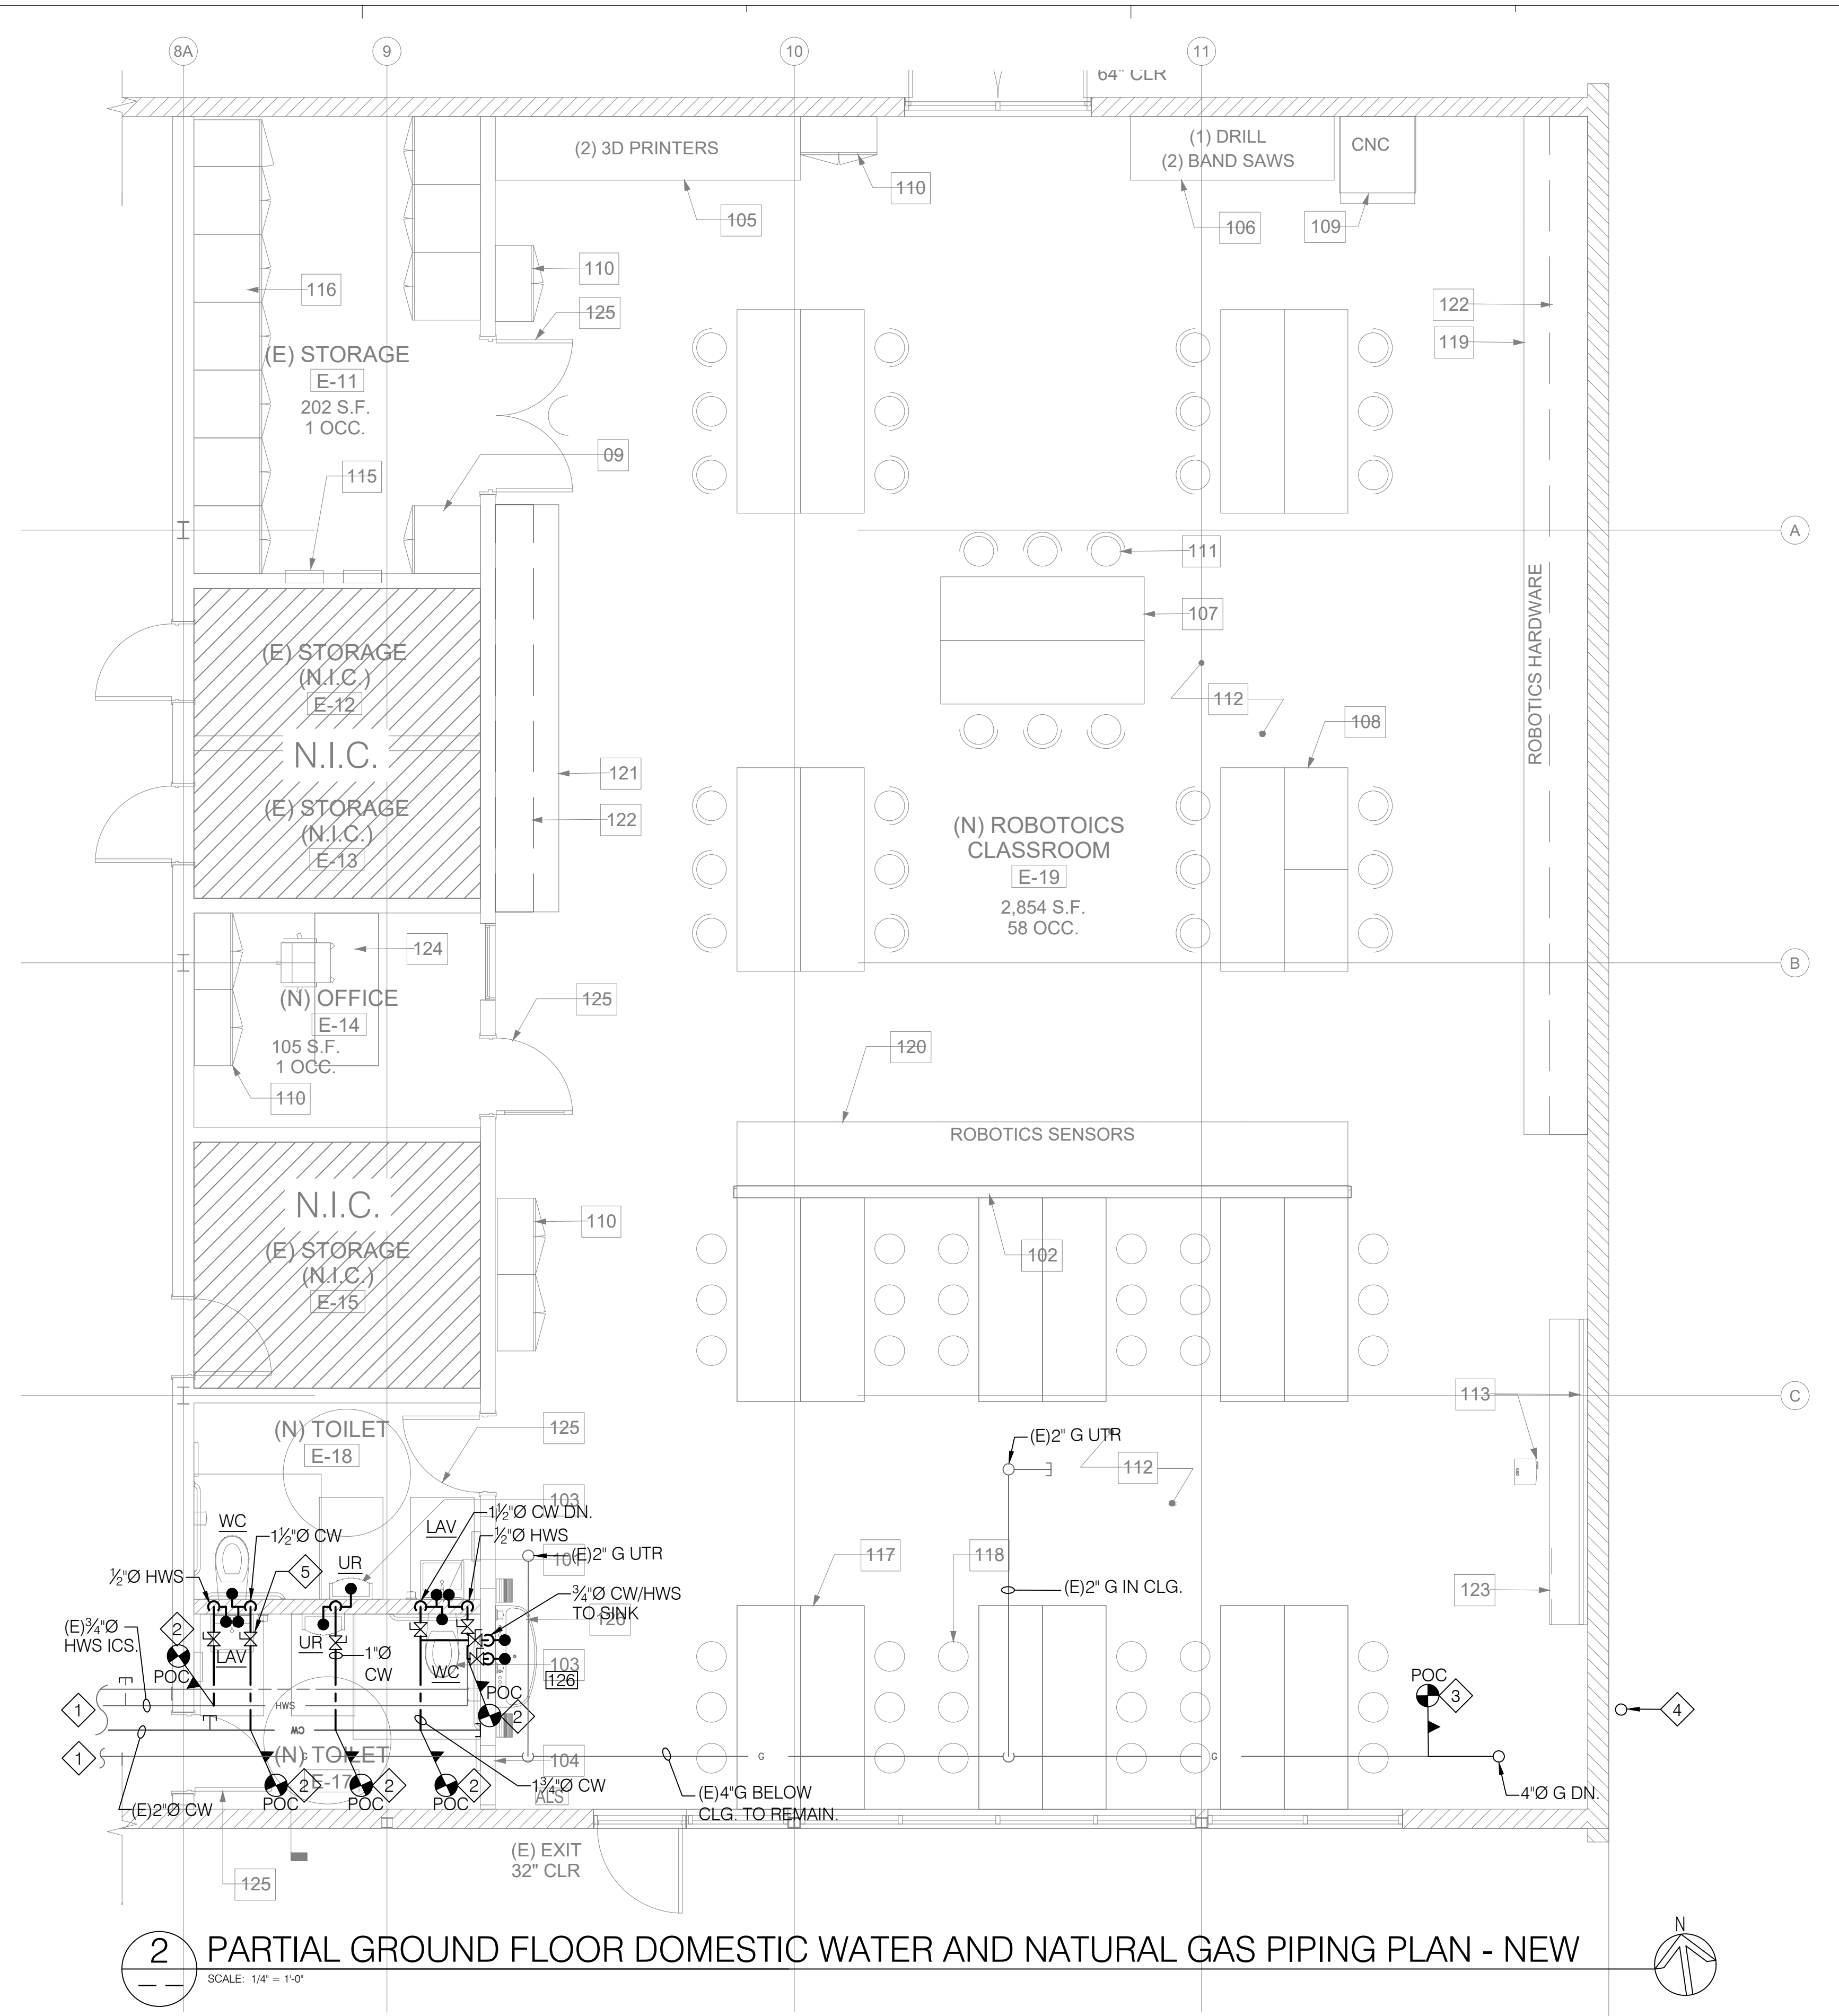 8A
9
10
11
64" CLR
(2) 3D PRINTERS
(1) DRILL
(2) BAND SAWS
CNC
110
105
106
109
110
116
125
122
119
(E) STORAGE
E-11
202 S.F.
1 OCC.
09
115
A
111
107
ROBOTICS HARDWARE
(E) STORAGE
(N.I.C.)
E-12
112
108
N.I.C.
121
(E) STORAGE
(N.I.C.)
E-13
122
(N) ROBOTOICS
CLASSROOM
E-19
2,854 S.F.
58 OCC.
124
B
(N) OFFICE
E-14
105 S.F.
1 OCC.
125
120
110
ROBOTICS SENSORS
N.I.C.
110
(E) STORAGE
(N.I.C.)
E-15
102
113
C
(N) TOILET
E-18
125
(E)2" G UTR
112
103
1½"Ø CW DN.
WC
LAV
1½"Ø CW
½"Ø HWS
UR
5
(E)2" G UTR
117
118
½"Ø HWS
(E)2" G IN CLG.
¾"Ø CW/HWS
TO SINK
123
(E)¾"Ø
HWS ICS.
2
UR
LAV
1"Ø
CW
WC
103
126
POC
POC
2
POC
3
1
HWS
4
CW
1
(N) TOILET
E-17
G
G
104
2
2
2
1¾"Ø CW
ALS
(E)4"G BELOW
CLG. TO REMAIN.
4"Ø G DN.
(E)2"Ø CW
POC
POC
POC
(E) EXIT
32" CLR
125
2
PARTIAL GROUND FLOOR DOMESTIC WATER AND NATURAL GAS PIPING PLAN - NEW
SCALE: 1/4" = 1'-0"
N